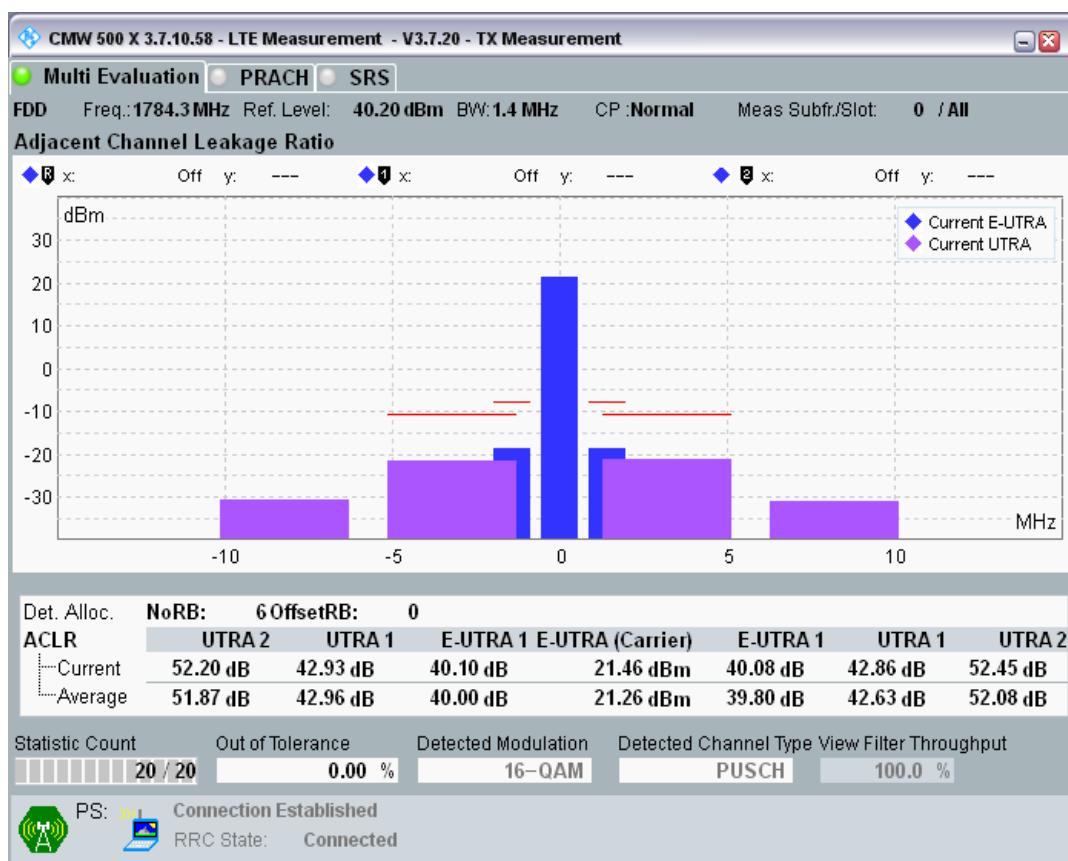 CMW 500 X 3.7.10.58 - LTE Measurement - V3.7.20 - TX Measurement
Multi Evaluation PRACH SRS
FDD Freq.: 1784.3 MHz Ref. Level: 40.20 dBm BW: 1.4 MHz CP : Normal Meas Subfr./Slot: 0 / All
Adjacent Channel Leakage Ratio
R x: Off y: --- 1 x: Off y: --- 2 x: Off y: ---
dBm
Current E-UTRA
Current UTRA
30
20
10
0
-10
-20
-30
MHz
-10 -5 0 5 10
Det. Alloc. NoRB: 6 OffsetRB: 0
ACLR UTRA 2 UTRA 1 E-UTRA 1 E-UTRA (Carrier) E-UTRA 1 UTRA 1 UTRA 2
Current 52.20 dB 42.93 dB 40.10 dB 21.46 dBm 40.08 dB 42.86 dB 52.45 dB
Average 51.87 dB 42.96 dB 40.00 dB 21.26 dBm 39.80 dB 42.63 dB 52.08 dB
Statistic Count Out of Tolerance Detected Modulation Detected Channel Type View Filter Throughput
20 / 20 0.00 % 16-QAM PUSCH 100.0 %
PS: Connection Established
RRC State: Connected